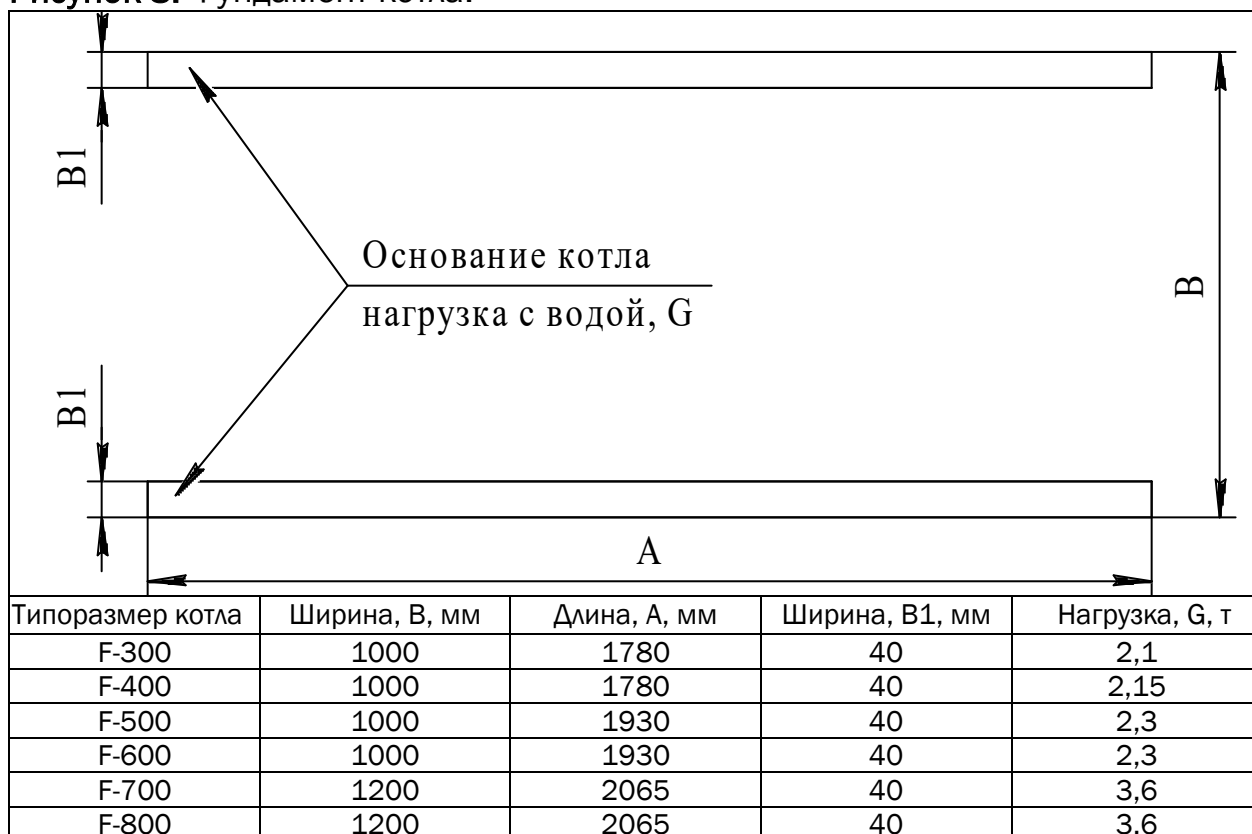 Фундамент котла.
B1
Основание котла
нагрузка с водой, G
B
B1
A
Типоразмер котла Ширина, B, мм Длина, A, мм Ширина, B1, мм Нагрузка, G, т
F-300 1000 1780 40 2,1
F-400 1000 1780 40 2,15
F-500 1000 1930 40 2,3
F-600 1000 1930 40 2,3
F-700 1200 2065 40 3,6
F-800 1200 2065 40 3,6